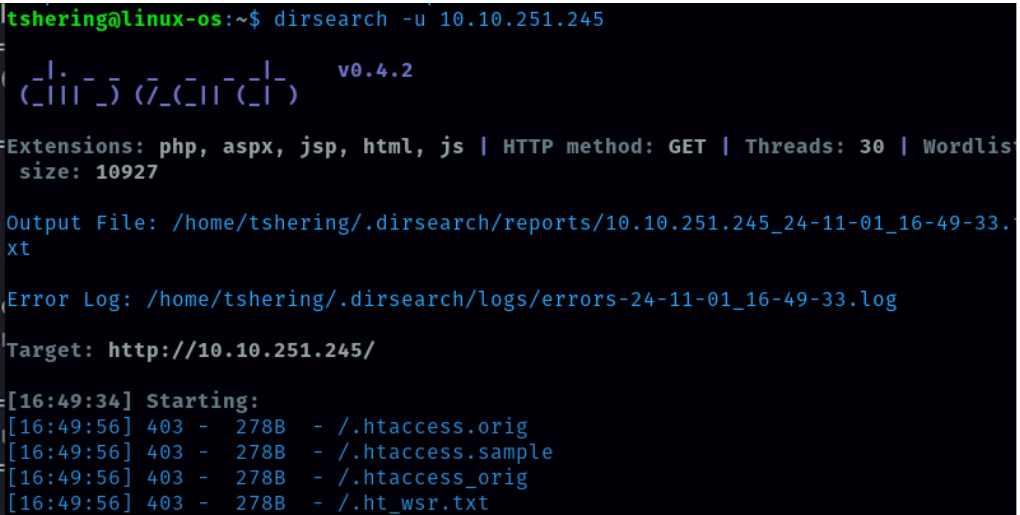 tshering@linux-os:~$ dirsearch -u 10.10.251.245
v0.4.2
Extensions: php, aspx, jsp, html, js | HTTP method: GET | Threads: 30 | Wordlis
size: 10927
Output File: /home/tshering/.dirsearch/reports/10.10.251.245_24-11-01_16-49-33.
xt
Error Log: /home/tshering/.dirsearch/logs/errors-24-11-01_16-49-33.log
Target: http://10.10.251.245/
[16:49:34] Starting:
[16:49:56] 403 -  278B  - /.htaccess.orig
[16:49:56] 403 -  278B  - /.htaccess.sample
[16:49:56] 403 -  278B  - /.htaccess_orig
[16:49:56] 403 -  278B  - /.ht_wsr.txt